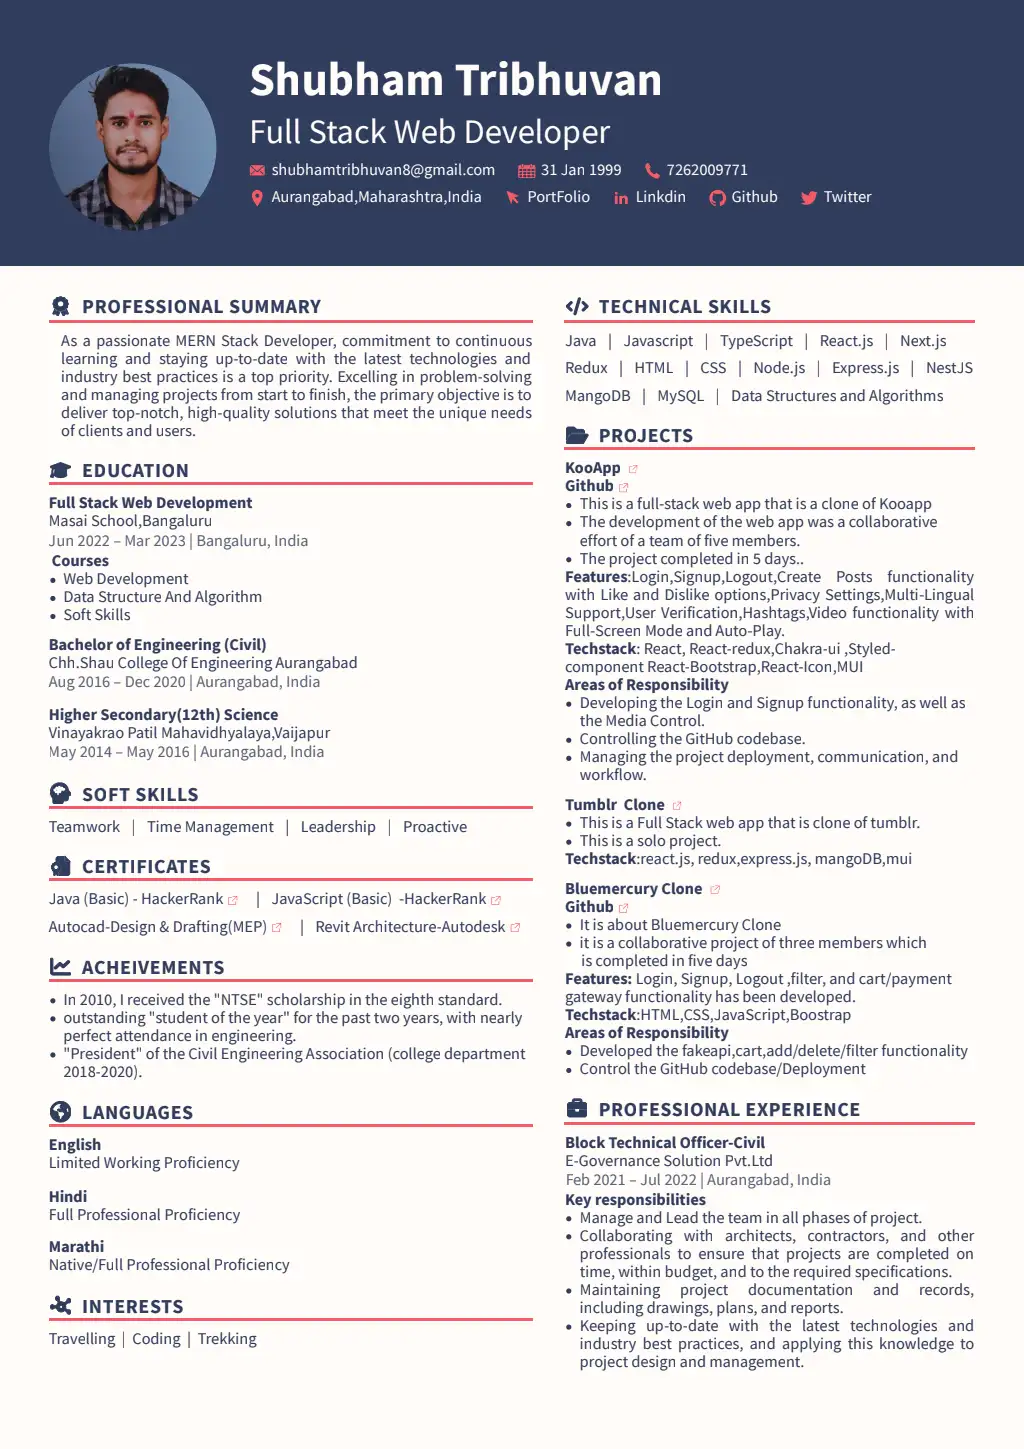 Shubham Tribhuvan
Full Stack Web Developer
shubhamtribhuvan8@gmail.com 31 Jan 1999 7262009771
Aurangabad,Maharashtra,India PortFolio Linkdin Github Twitter
PROFESSIONAL SUMMARY
As a passionate MERN Stack Developer, commitment to continuous
learning and staying up-to-date with the latest technologies and
industry best practices is a top priority. Excelling in problem-solving
and managing projects from start to finish, the primary objective is to
deliver top-notch, high-quality solutions that meet the unique needs
of clients and users.
EDUCATION
Full Stack Web Development
Masai School,Bangaluru
Jun 2022 – Mar 2023 | Bangaluru, India
Courses
• Web Development
• Data Structure And Algorithm
• Soft Skills
Bachelor of Engineering (Civil)
Chh.Shau College Of Engineering Aurangabad
Aug 2016 – Dec 2020 | Aurangabad, India
Higher Secondary(12th) Science
Vinayakrao Patil Mahavidhyalaya,Vaijapur
May 2014 – May 2016 | Aurangabad, India
SOFT SKILLS
Teamwork | Time Management | Leadership | Proactive
CERTIFICATES
Java (Basic) - HackerRank | JavaScript (Basic) -HackerRank
Autocad-Design & Drafting(MEP) | Revit Architecture-Autodesk
ACHEIVEMENTS
• In 2010, I received the "NTSE" scholarship in the eighth standard.
• outstanding "student of the year" for the past two years, with nearly
perfect attendance in engineering.
• "President" of the Civil Engineering Association (college department
2018-2020).
LANGUAGES
English
Limited Working Proficiency
Hindi
Full Professional Proficiency
Marathi
Native/Full Professional Proficiency
INTERESTS
Travelling | Coding | Trekking
TECHNICAL SKILLS
Java | Javascript | TypeScript | React.js | Next.js
Redux | HTML | CSS | Node.js | Express.js | NestJS
MangoDB | MySQL | Data Structures and Algorithms
PROJECTS
KooApp
Github
• This is a full-stack web app that is a clone of Kooapp
• The development of the web app was a collaborative
effort of a team of five members.
• The project completed in 5 days..
Features:Login,Signup,Logout,Create Posts functionality
with Like and Dislike options,Privacy Settings,Multi-Lingual
Support,User Verification,Hashtags,Video functionality with
Full-Screen Mode and Auto-Play.
Techstack: React, React-redux,Chakra-ui ,Styled-
component React-Bootstrap,React-Icon,MUI
Areas of Responsibility
• Developing the Login and Signup functionality, as well as
the Media Control.
• Controlling the GitHub codebase.
• Managing the project deployment, communication, and
workflow.
Tumblr Clone
• This is a Full Stack web app that is clone of tumblr.
• This is a solo project.
Techstack:react.js, redux,express.js, mangoDB,mui
Bluemercury Clone
Github
• It is about Bluemercury Clone
• it is a collaborative project of three members which
is completed in five days
Features: Login, Signup, Logout ,filter, and cart/payment
gateway functionality has been developed.
Techstack:HTML,CSS,JavaScript,Boostrap
Areas of Responsibility
• Developed the fakeapi,cart,add/delete/filter functionality
• Control the GitHub codebase/Deployment
PROFESSIONAL EXPERIENCE
Block Technical Officer-Civil
E-Governance Solution Pvt.Ltd
Feb 2021 – Jul 2022 | Aurangabad, India
Key responsibilities
• Manage and Lead the team in all phases of project.
• Collaborating with architects, contractors, and other
professionals to ensure that projects are completed on
time, within budget, and to the required specifications.
• Maintaining project documentation and records,
including drawings, plans, and reports.
• Keeping up-to-date with the latest technologies and
industry best practices, and applying this knowledge to
project design and management.